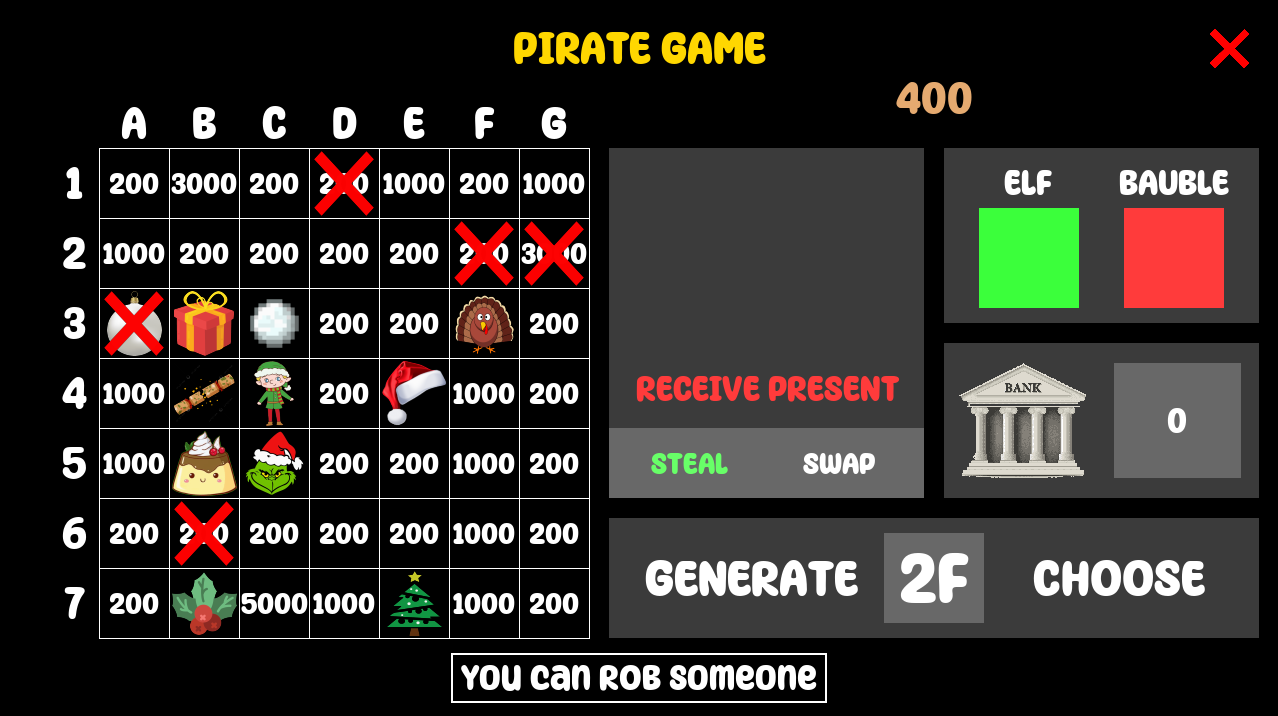 PIRATE GAME
400
A B C D E F G
1 200 3000 200 200 1000 200 1000
2 1000 200 200 200 200 200 3000
3 200 200 200
4 1000 200 1000 200
5 1000 200 200 1000 200
6 200 200 200 200 200 1000 200
7 200 5000 1000 1000 200
ELF BAUBLE
RECEIVE PRESENT
STEAL SWAP
BANK
0
GENERATE 2F CHOOSE
YOU CAN ROB SOMEONE